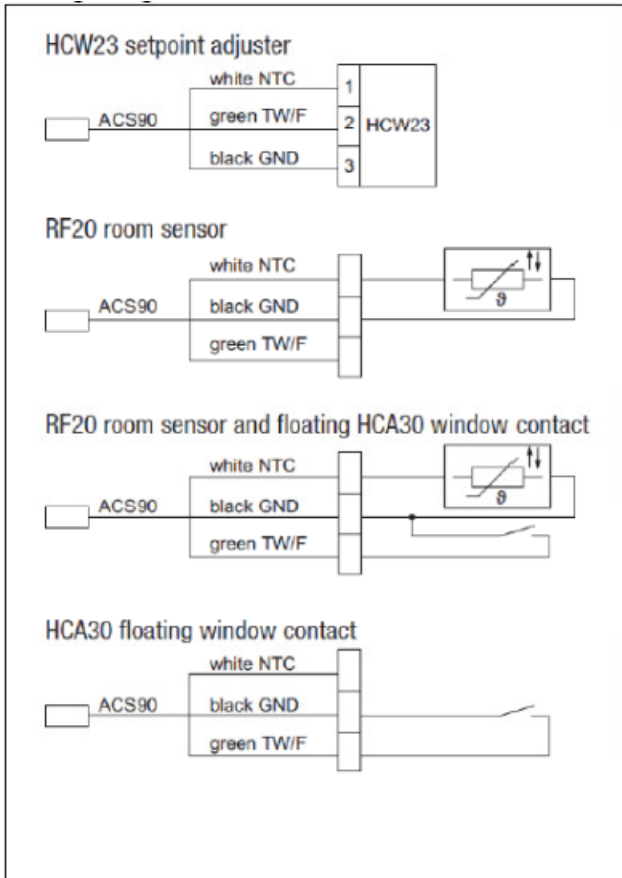 HCW23 setpoint adjuster
white NTC
1
ACS90
green TW/F
2
HCW23
black GND
3
RF20 room sensor
white NTC
ϑ
ACS90
black GND
green TW/F
RF20 room sensor and floating HCA30 window contact
white NTC
ϑ
ACS90
black GND
green TW/F
HCA30 floating window contact
white NTC
ACS90
black GND
green TW/F